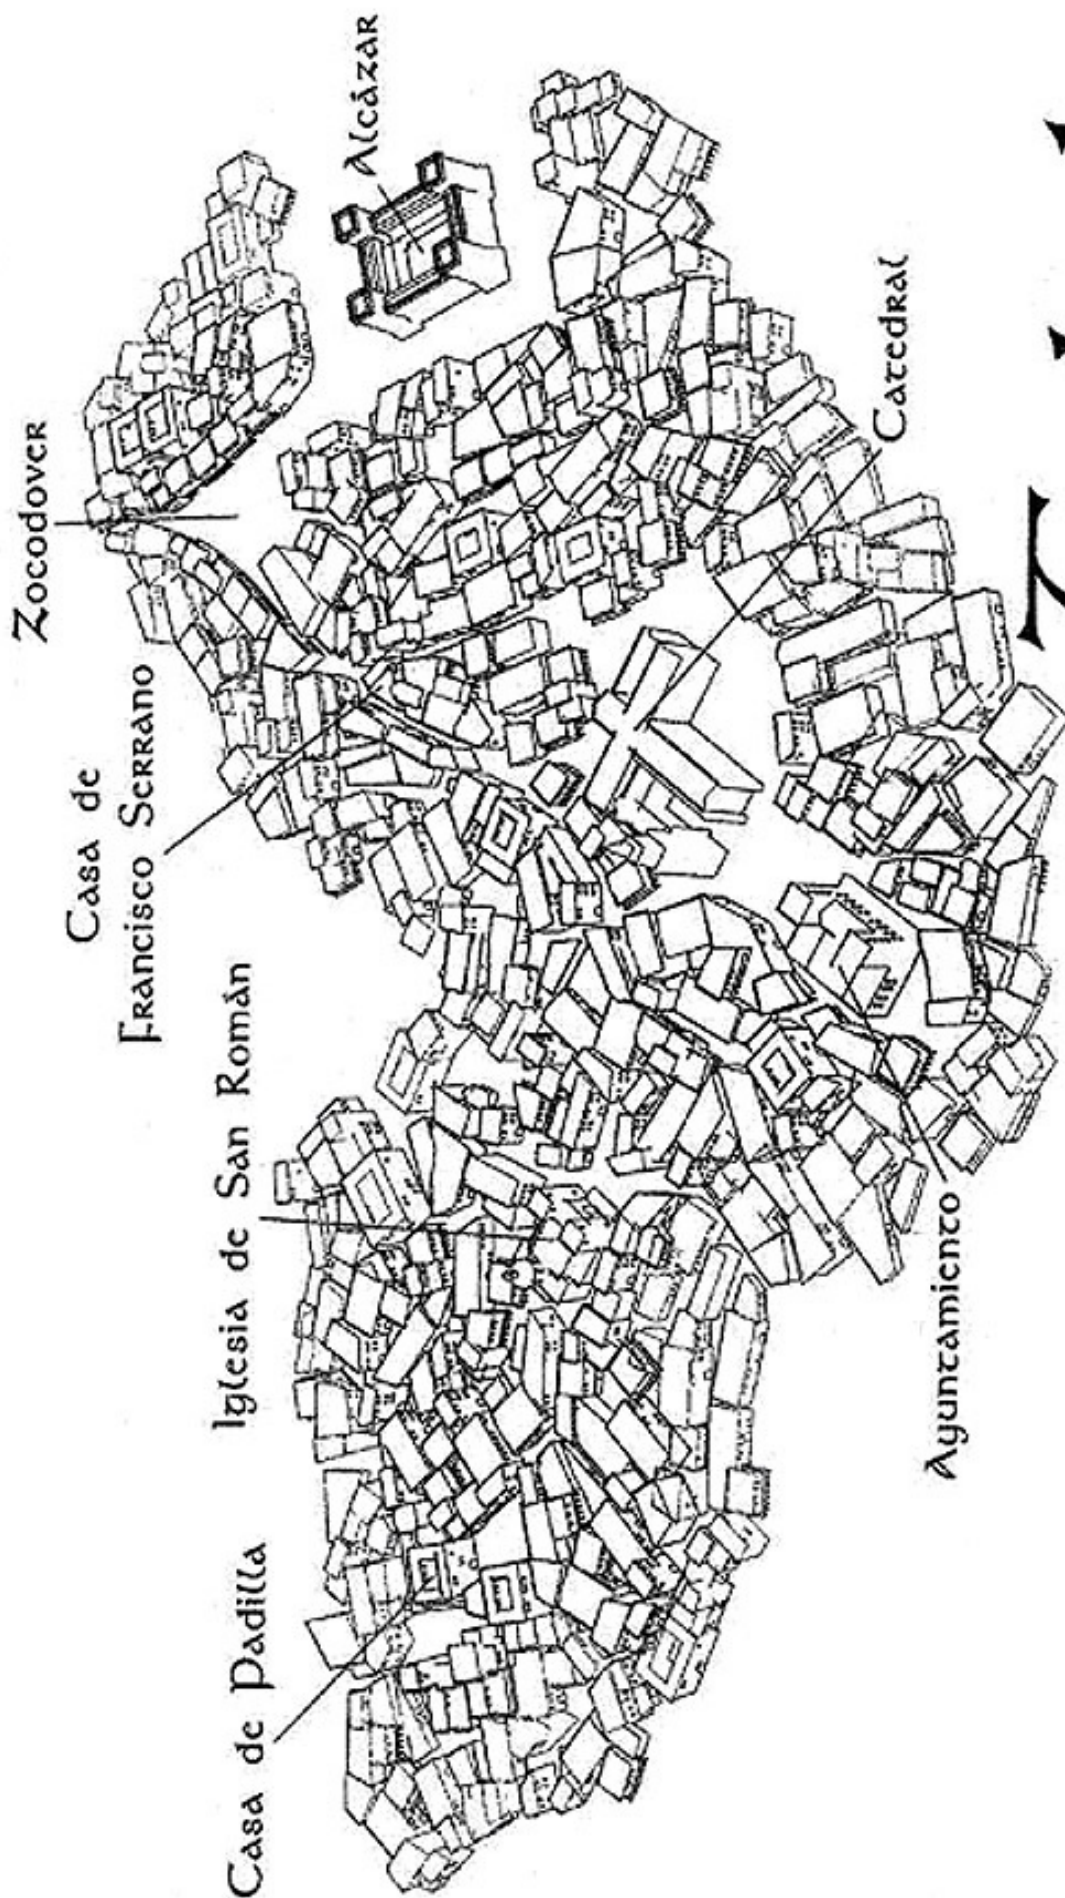 Zocodover
Alcázar
Casa de
Francisco Serrano
Iglesia de San Román
Casa de Padilla
Catedral
Ayuntamiento